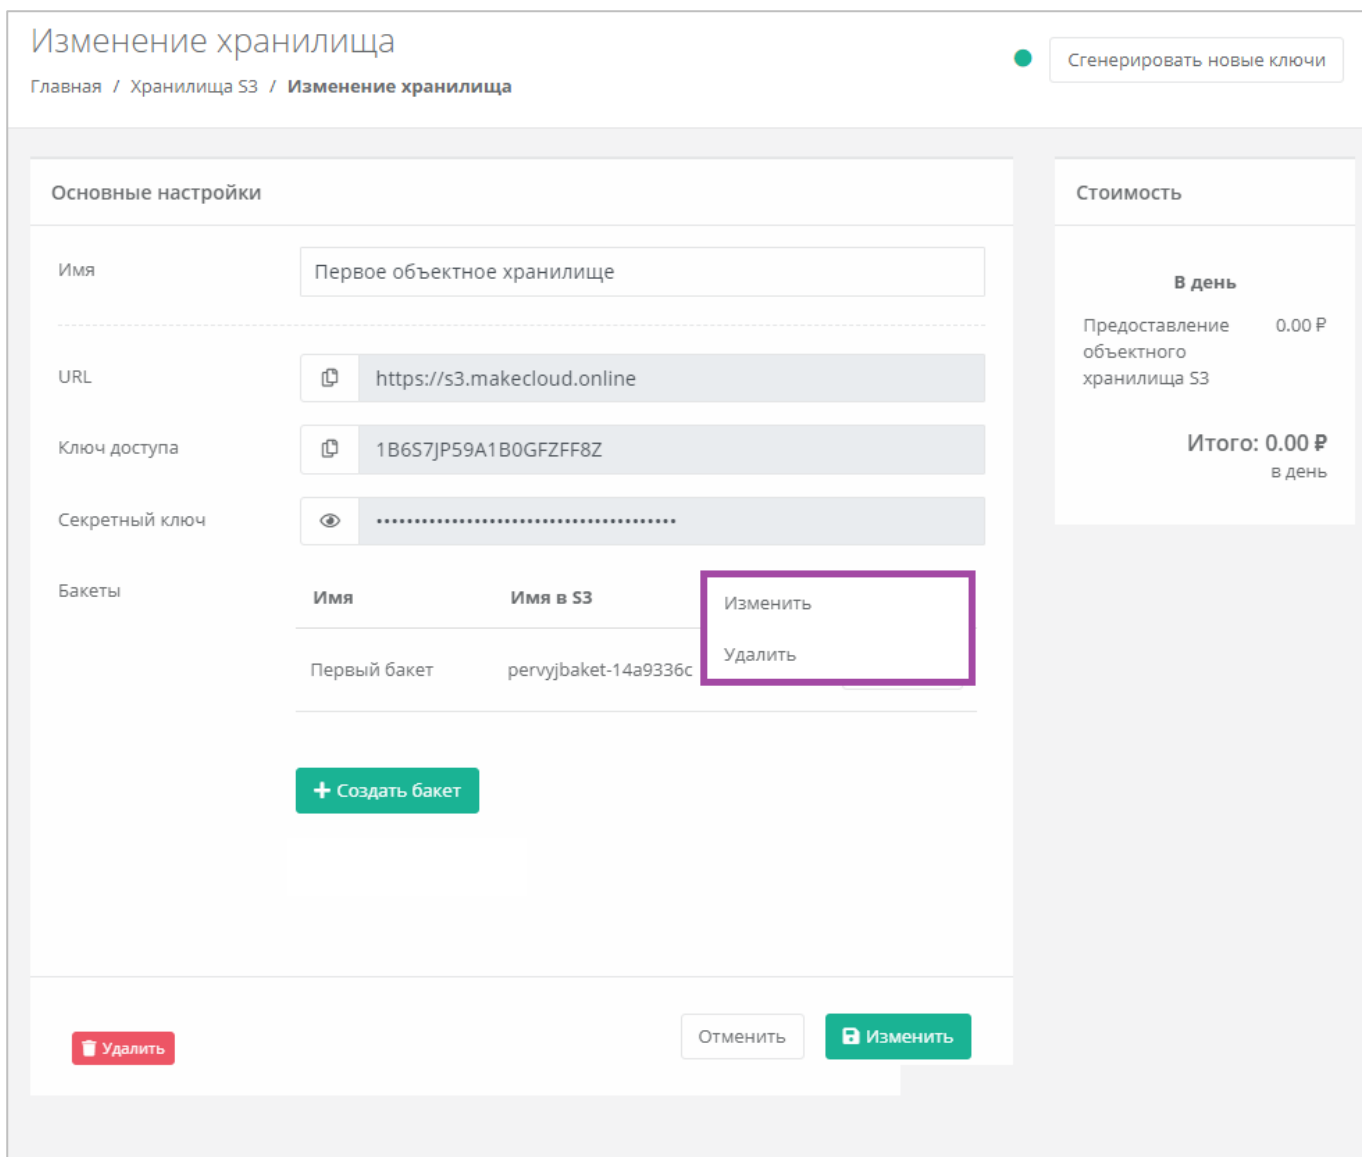 Изменение хранилища
Сгенерировать новые ключи
Главная / Хранилища S3 / Изменение хранилища
Основные настройки
Стоимость
Имя
Первое объектное хранилище
В день
Предоставление 0.00 ₽
объектного
хранилища S3
Итого: 0.00 ₽
в день
URL
https://s3.makecloud.online
Ключ доступа
1B6S7JP59A1B0GFZFF8Z
Секретный ключ
••••••••••••••••••••••••••••••••••••••••
Бакеты
Имя
Имя в S3
Изменить
Удалить
Первый бакет
pervyjbaket-14a9336c
Создать бакет
Удалить
Отменить
Изменить